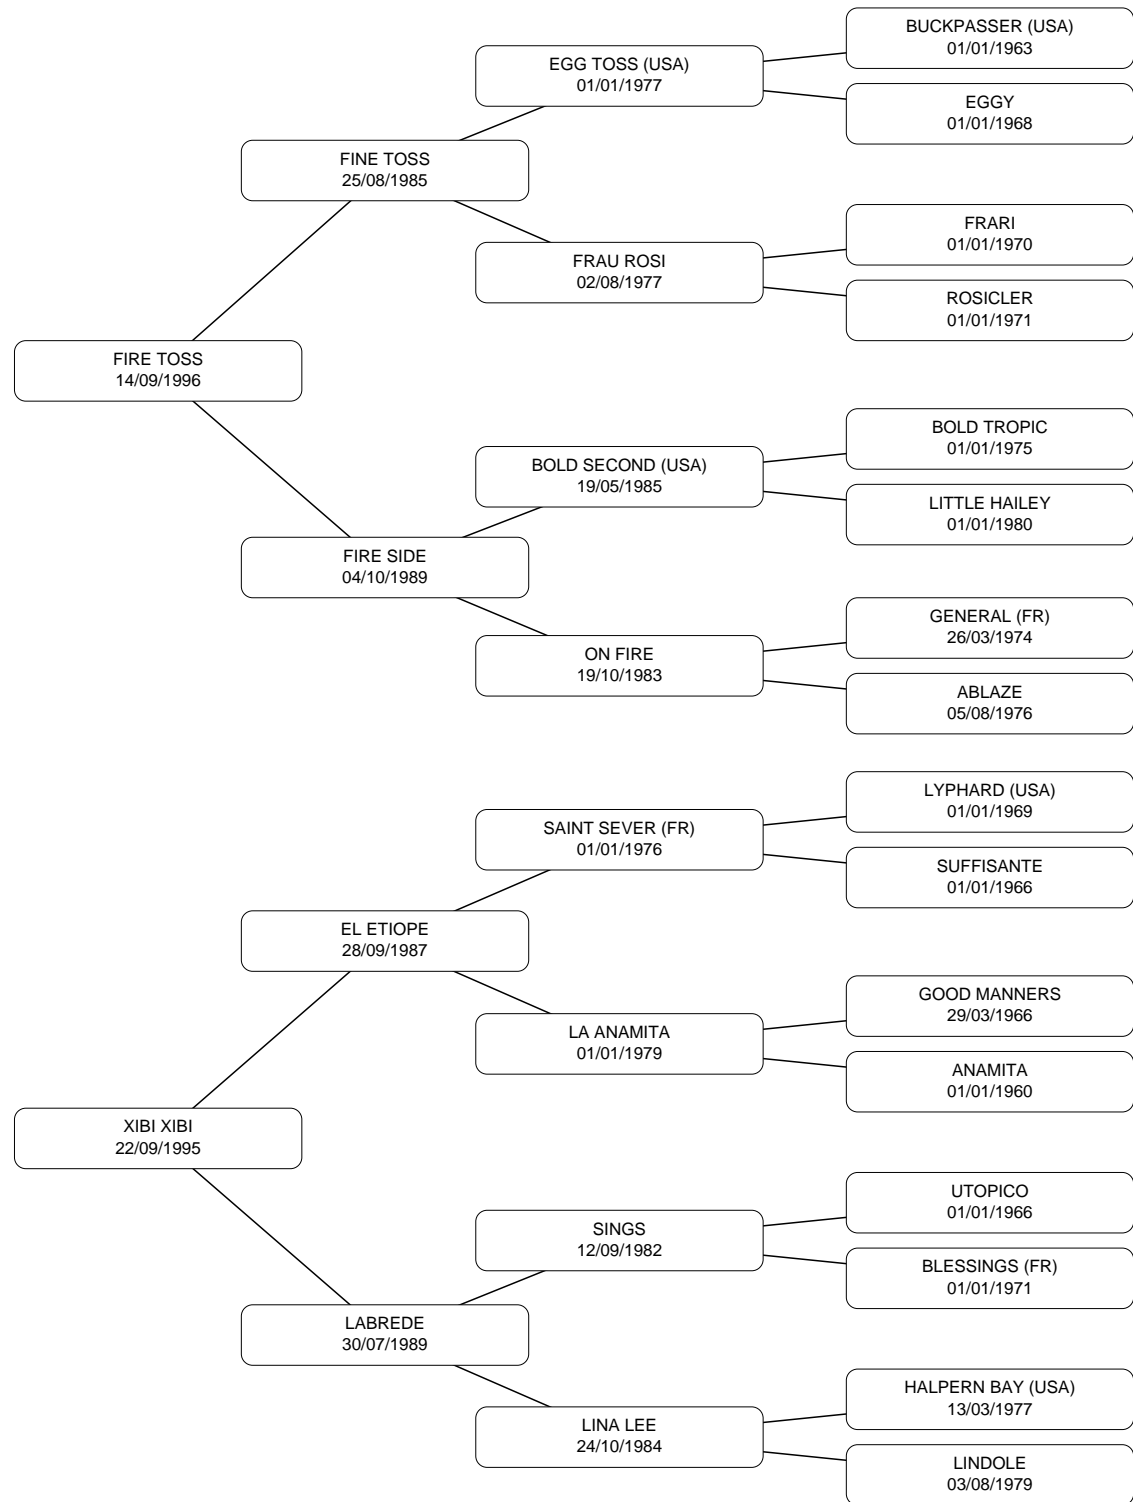 BUCKPASSER (USA)
01/01/1963
EGG TOSS (USA)
01/01/1977
EGGY
01/01/1968
FINE TOSS
25/08/1985
FRARI
01/01/1970
FRAU ROSI
02/08/1977
ROSICLER
01/01/1971
FIRE TOSS
14/09/1996
BOLD TROPIC
01/01/1975
BOLD SECOND (USA)
19/05/1985
LITTLE HAILEY
01/01/1980
FIRE SIDE
04/10/1989
GENERAL (FR)
26/03/1974
ON FIRE
19/10/1983
ABLAZE
05/08/1976
LYPHARD (USA)
01/01/1969
SAINT SEVER (FR)
01/01/1976
SUFFISANTE
01/01/1966
EL ETIOPE
28/09/1987
GOOD MANNERS
29/03/1966
LA ANAMITA
01/01/1979
ANAMITA
01/01/1960
XIBI XIBI
22/09/1995
UTOPICO
01/01/1966
SINGS
12/09/1982
BLESSINGS (FR)
01/01/1971
LABREDE
30/07/1989
HALPERN BAY (USA)
13/03/1977
LINA LEE
24/10/1984
LINDOLE
03/08/1979